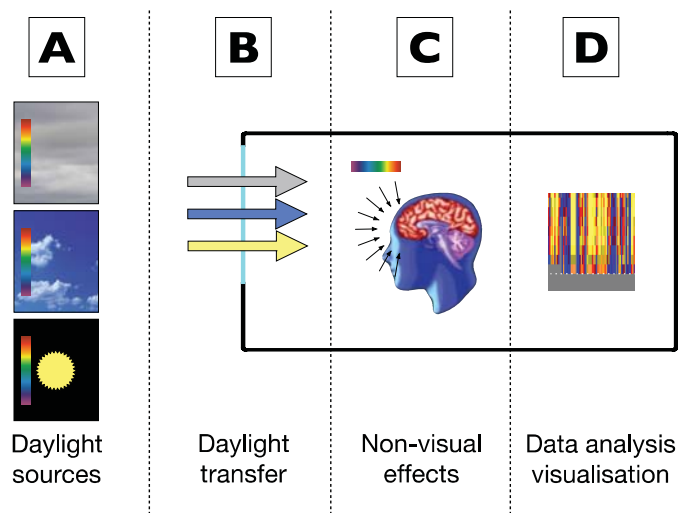 A
B
C
D
Daylight
sources
Daylight
transfer
Non-visual
effects
Data analysis
visualisation